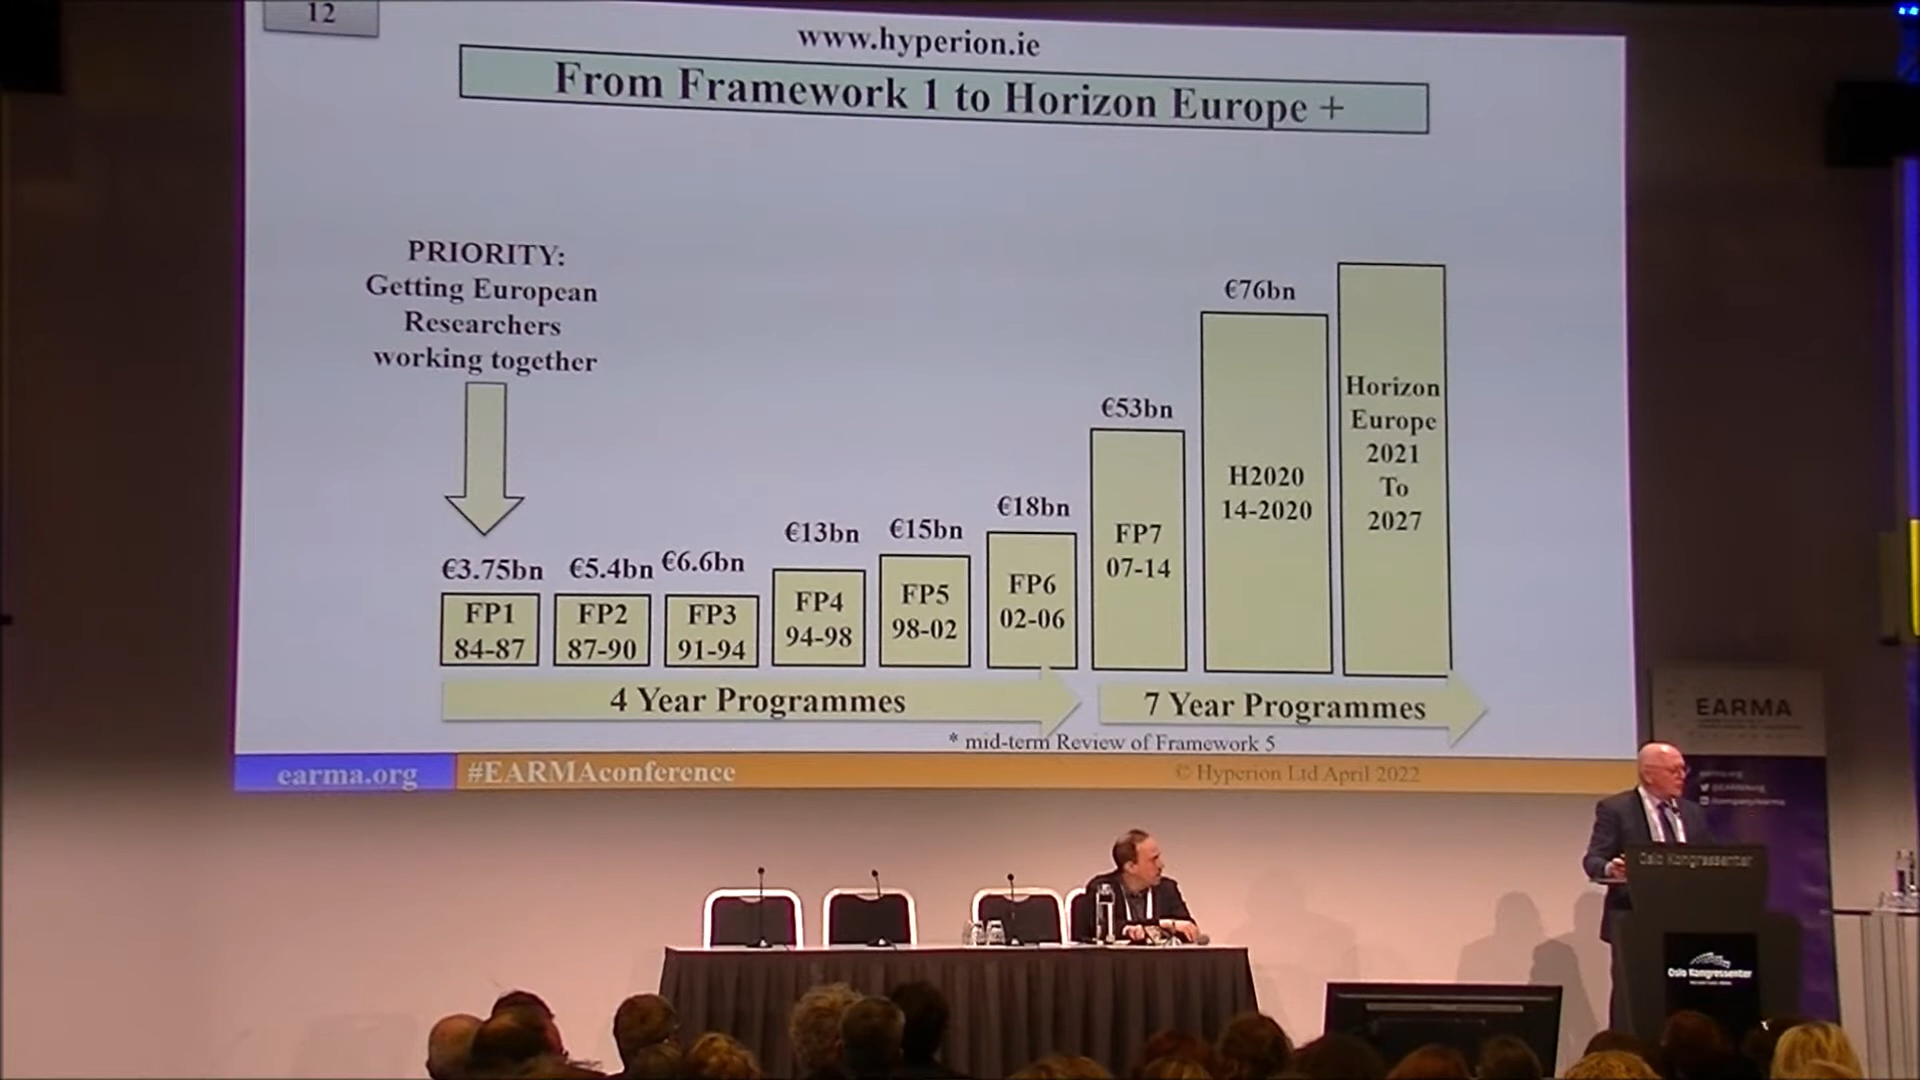 12
www.hyperion.ie
From Framework 1 to Horizon Europe +
PRIORITY:
Getting European
Researchers
working together
€3.75bn
€5.4bn
€6.6bn
€13bn
€15bn
€18bn
€53bn
€76bn
FP1
84-87
FP2
87-90
FP3
91-94
FP4
94-98
FP5
98-02
FP6
02-06
FP7
07-14
H2020
14-2020
Horizon
Europe
2021
To
2027
4 Year Programmes
7 Year Programmes
* mid-term Review of Framework 5
earma.org
#EARMAconference
© Hyperion Ltd April 2022
EARMA
Oslo Kongressenter
Oslo Kongressenter